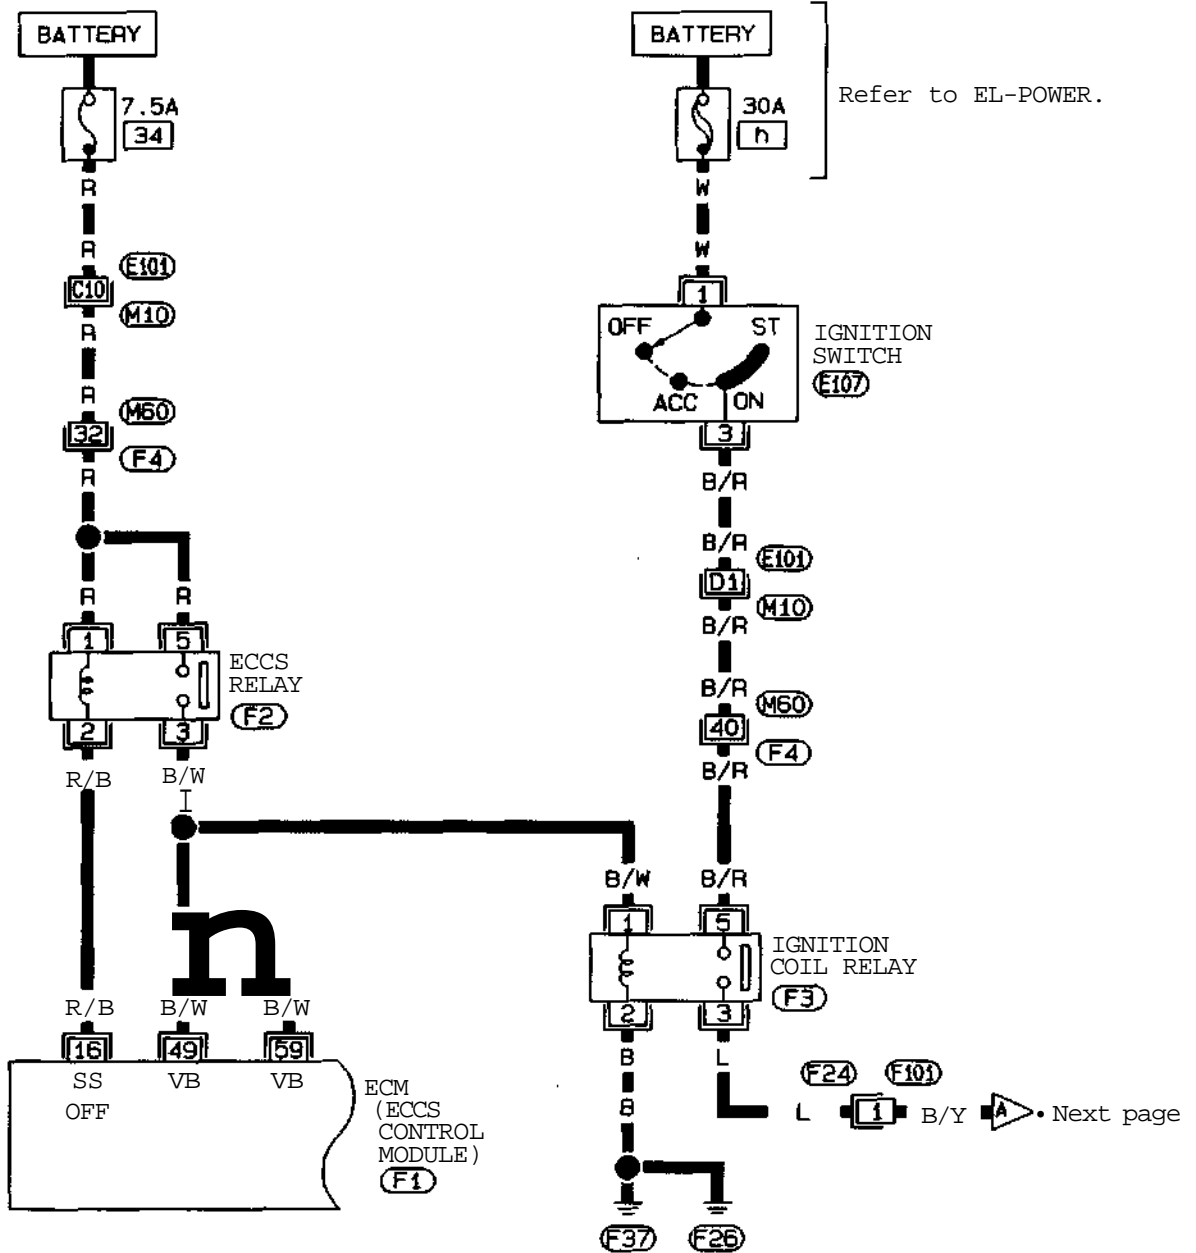 BATTERY
BATTERY
Refer to EL-POWER.
7.5A
34
30A
h
R
W
R
W
E101
C10
M10
1
OFF
ST
IGNITION
SWITCH
E107
ACC
ON
R
R
M60
32
F4
3
R
B/R
B/R
E101
D1
M10
R
R
B/R
1
5
ECCS
RELAY
F2
B/R
M60
40
F4
2
3
R/B
B/W
B/R
I
B/W
B/R
n
1
5
IGNITION
COIL RELAY
F3
R/B
B/W
B/W
2
3
16
49
59
B
L
SS
OFF
VB
VB
ECM
(ECCS
CONTROL
MODULE)
F1
F24
F101
B
L
1
B/Y
A
• Next page
F37
F26